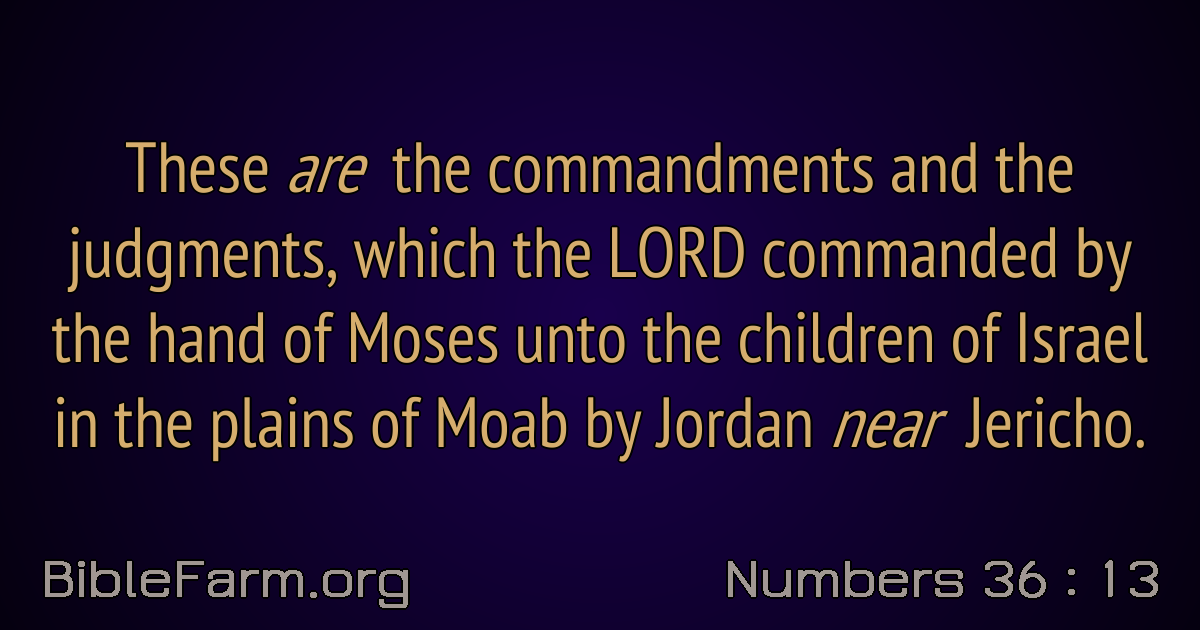 These are the commandments and the
judgments, which the LORD commanded by
the hand of Moses unto the children of Israel
in the plains of Moab by Jordan near Jericho.
BibleFarm.org
Numbers 36 : 13